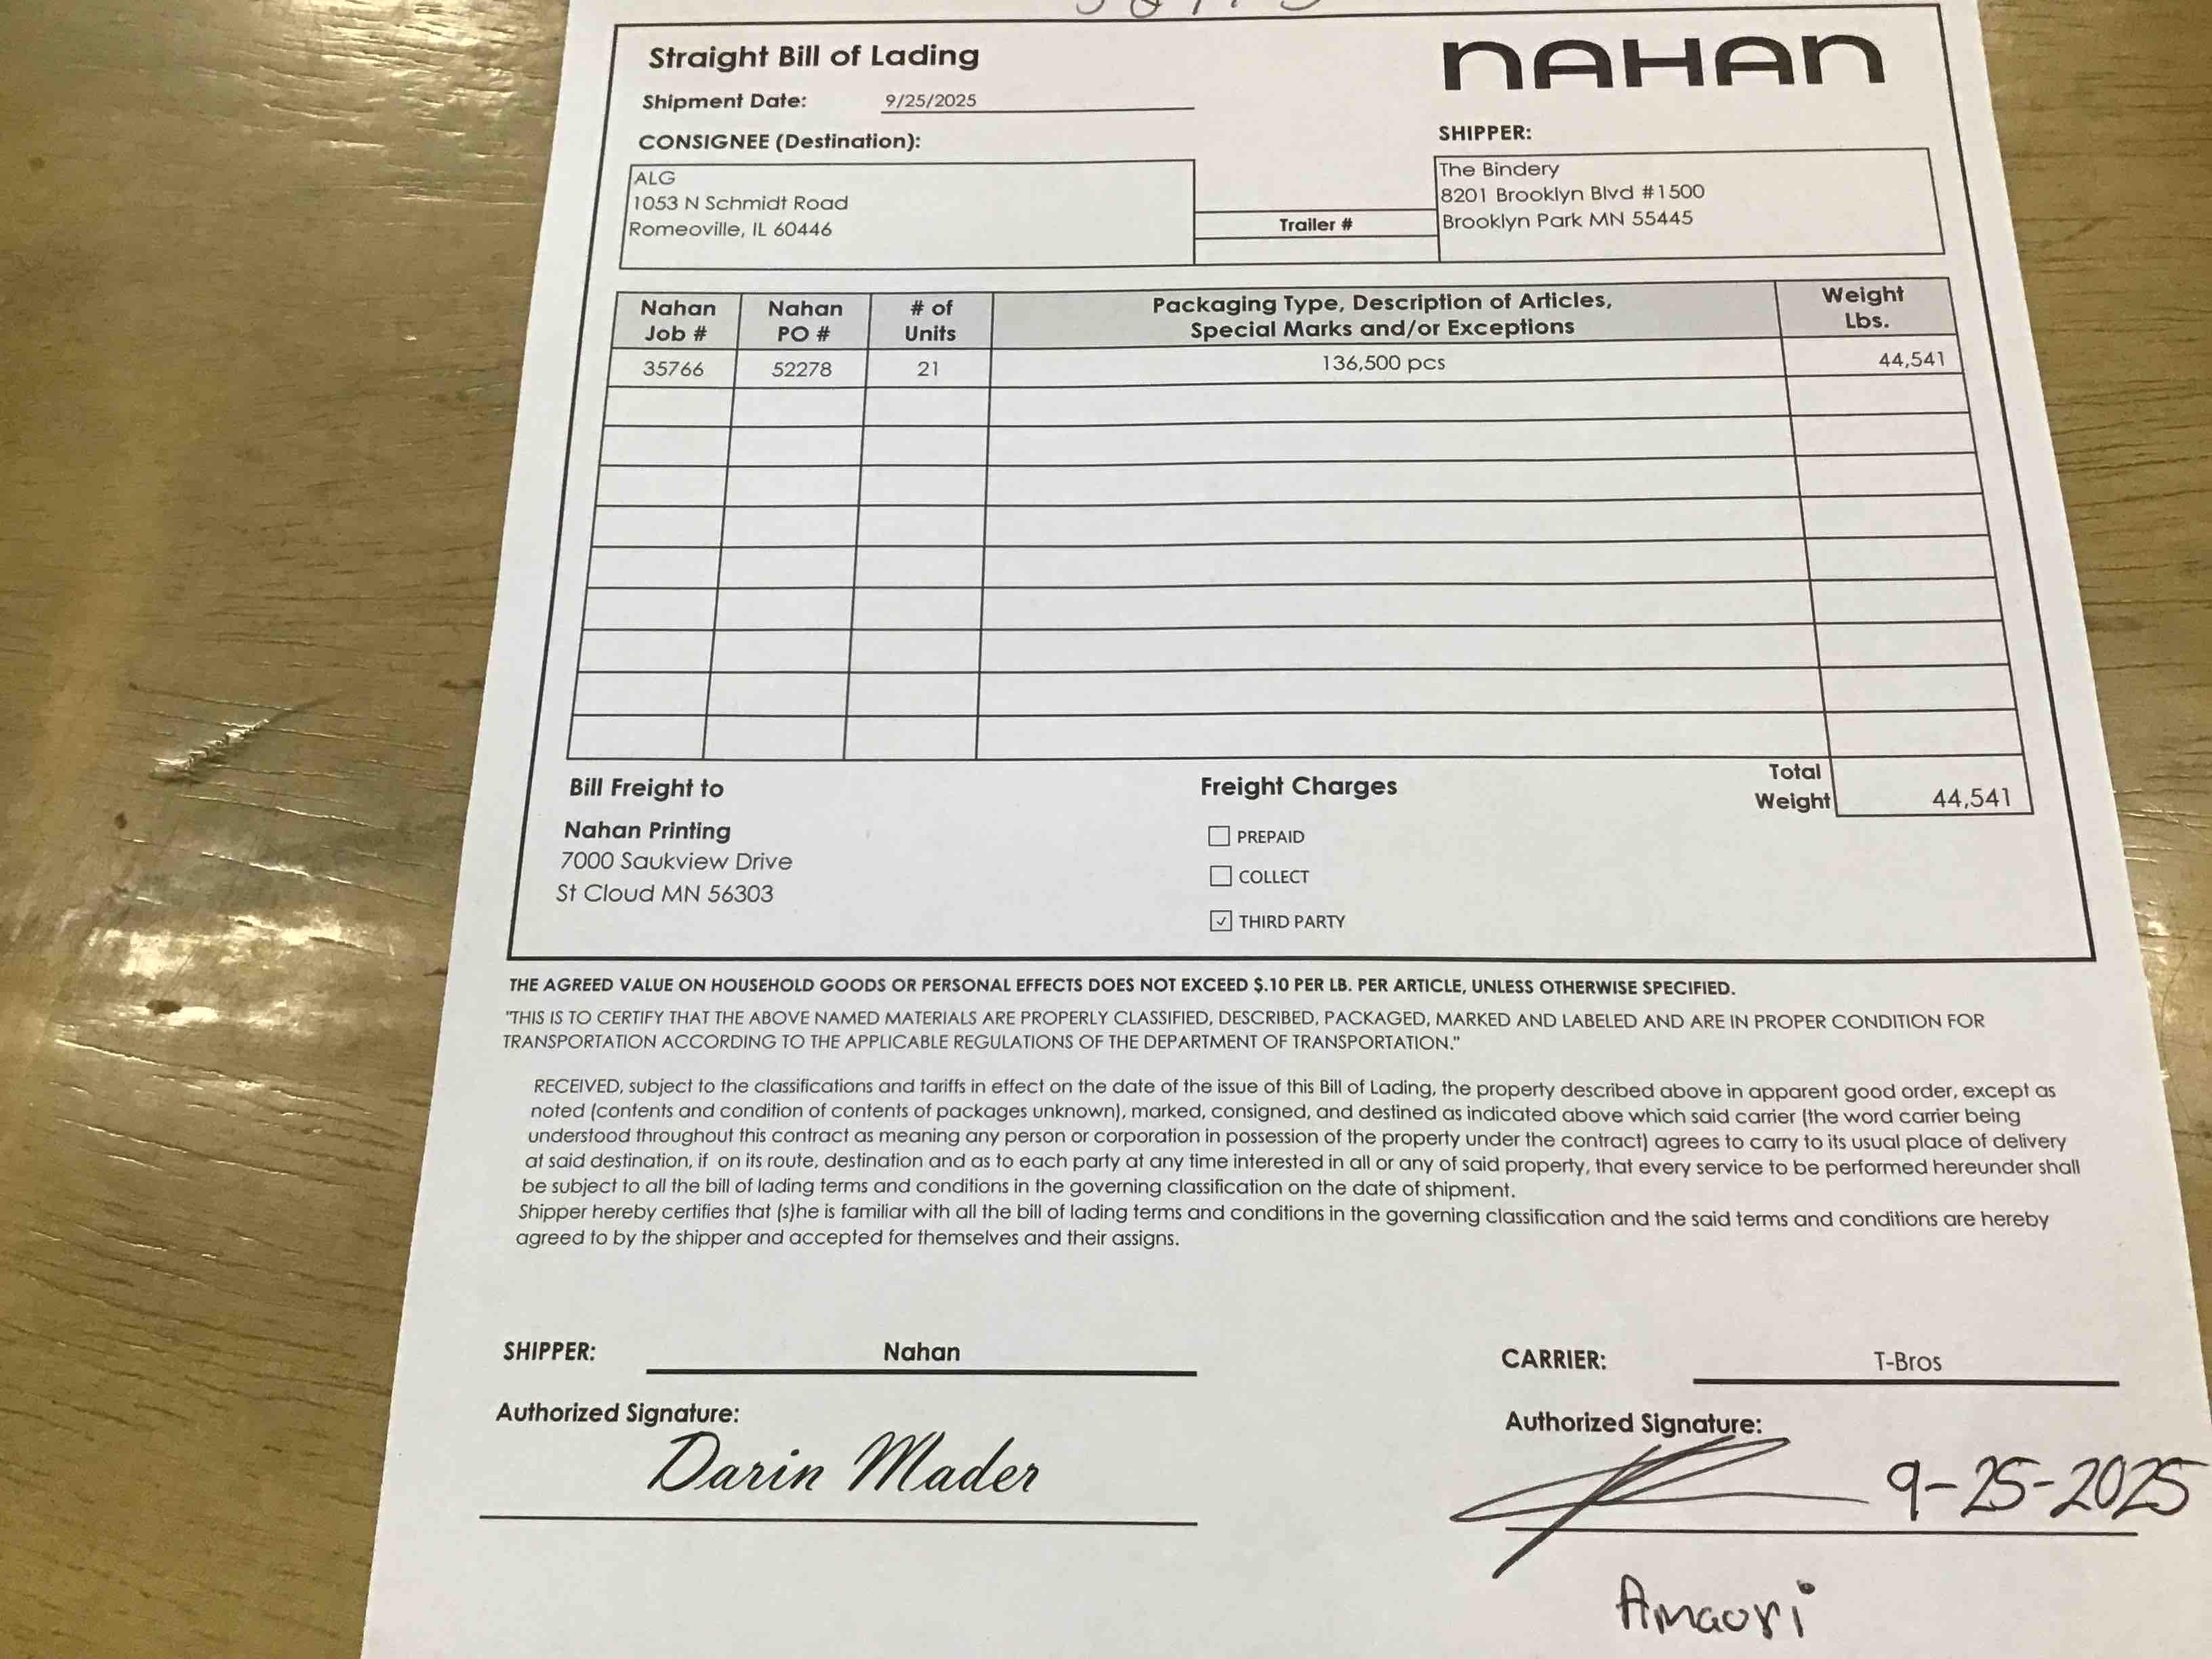 Straight Bill of Lading
NAHAN
Shipment Date: 9/25/2025
CONSIGNEE (Destination):
ALG
1053 N Schmidt Road
Romeoville, IL 60446
Trailer #
SHIPPER:
The Bindery
8201 Brooklyn Blvd #1500
Brooklyn Park MN 55445
Nahan Job # Nahan PO # # of Units Packaging Type, Description of Articles, Special Marks and/or Exceptions Weight Lbs.
35766 52278 21 136,500 pcs 44,541
Total Weight 44,541
Bill Freight to
Nahan Printing
7000 Saukview Drive
St Cloud MN 56303
Freight Charges
PREPAID
COLLECT
✓ THIRD PARTY
THE AGREED VALUE ON HOUSEHOLD GOODS OR PERSONAL EFFECTS DOES NOT EXCEED $.10 PER LB. PER ARTICLE, UNLESS OTHERWISE SPECIFIED.
"THIS IS TO CERTIFY THAT THE ABOVE NAMED MATERIALS ARE PROPERLY CLASSIFIED, DESCRIBED, PACKAGED, MARKED AND LABELED AND ARE IN PROPER CONDITION FOR
TRANSPORTATION ACCORDING TO THE APPLICABLE REGULATIONS OF THE DEPARTMENT OF TRANSPORTATION."
RECEIVED, subject to the classifications and tariffs in effect on the date of the issue of this Bill of Lading, the property described above in apparent good order, except as
noted (contents and condition of contents of packages unknown), marked, consigned, and destined as indicated above which said carrier (the word carrier being
understood throughout this contract as meaning any person or corporation in possession of the property under the contract) agrees to carry to its usual place of delivery
at said destination, if on its route, destination and as to each party at any time interested in all or any of said property, that every service to be performed hereunder shall
be subject to all the bill of lading terms and conditions in the governing classification on the date of shipment.
Shipper hereby certifies that (s)he is familiar with all the bill of lading terms and conditions in the governing classification and the said terms and conditions are hereby
agreed to by the shipper and accepted for themselves and their assigns.
SHIPPER: Nahan
Authorized Signature:
Darin Mader
CARRIER: T-Bros
Authorized Signature:
9-25-2025
Amaori